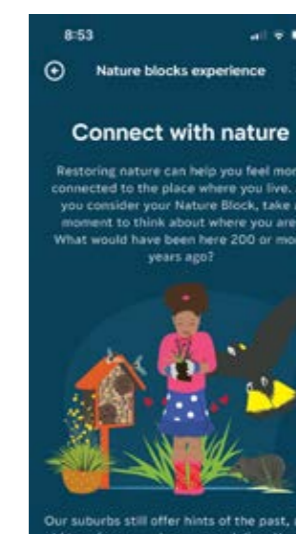 8:53
Nature blocks experience
Connect with nature
Restoring nature can help you feel mor
connected to the place where you live.
you consider your Nature Block, take a
moment to think about where you are
What would have been here 200 or mor
years ago?
Our suburbs still offer hints of the past,